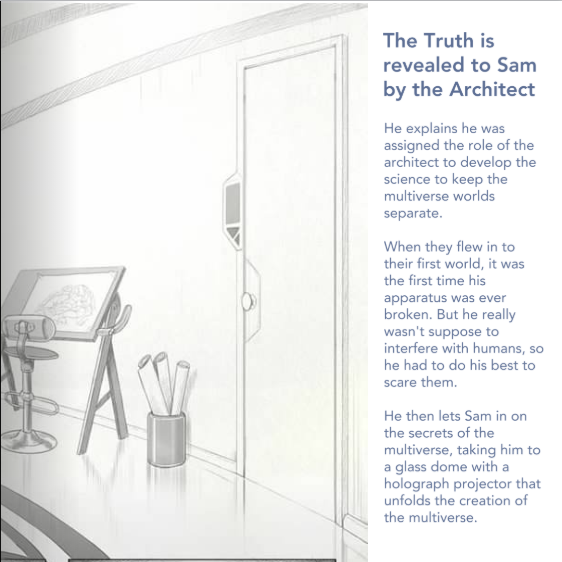 The Truth is
revealed to Sam
by the Architect
He explains he was
assigned the role of the
architect to develop the
science to keep the
multiverse worlds
separate.
When they flew in to
their first world, it was
the first time his
apparatus was ever
broken. But he really
wasn't suppose to
interfere with humans, so
he had to do his best to
scare them.
He then lets Sam in on
the secrets of the
multiverse, taking him to
a glass dome with a
holograph projector that
unfolds the creation of
the multiverse.